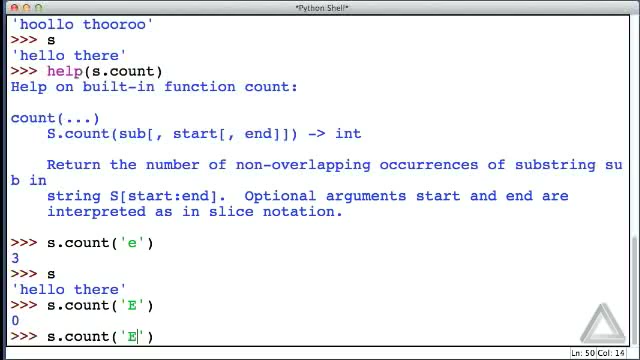 *Python Shell*
'hoollo thooroo'
>>> s
'hello there'
>>> help(s.count)
Help on built-in function count:
count(...)
    S.count(sub[, start[, end]]) -> int
    Return the number of non-overlapping occurrences of substring su
b in
    string S[start:end].  Optional arguments start and end are
    interpreted as in slice notation.
>>> s.count('e')
3
>>> s
'hello there'
>>> s.count('E')
0
>>> s.count('E')
Ln: 50 Col: 14